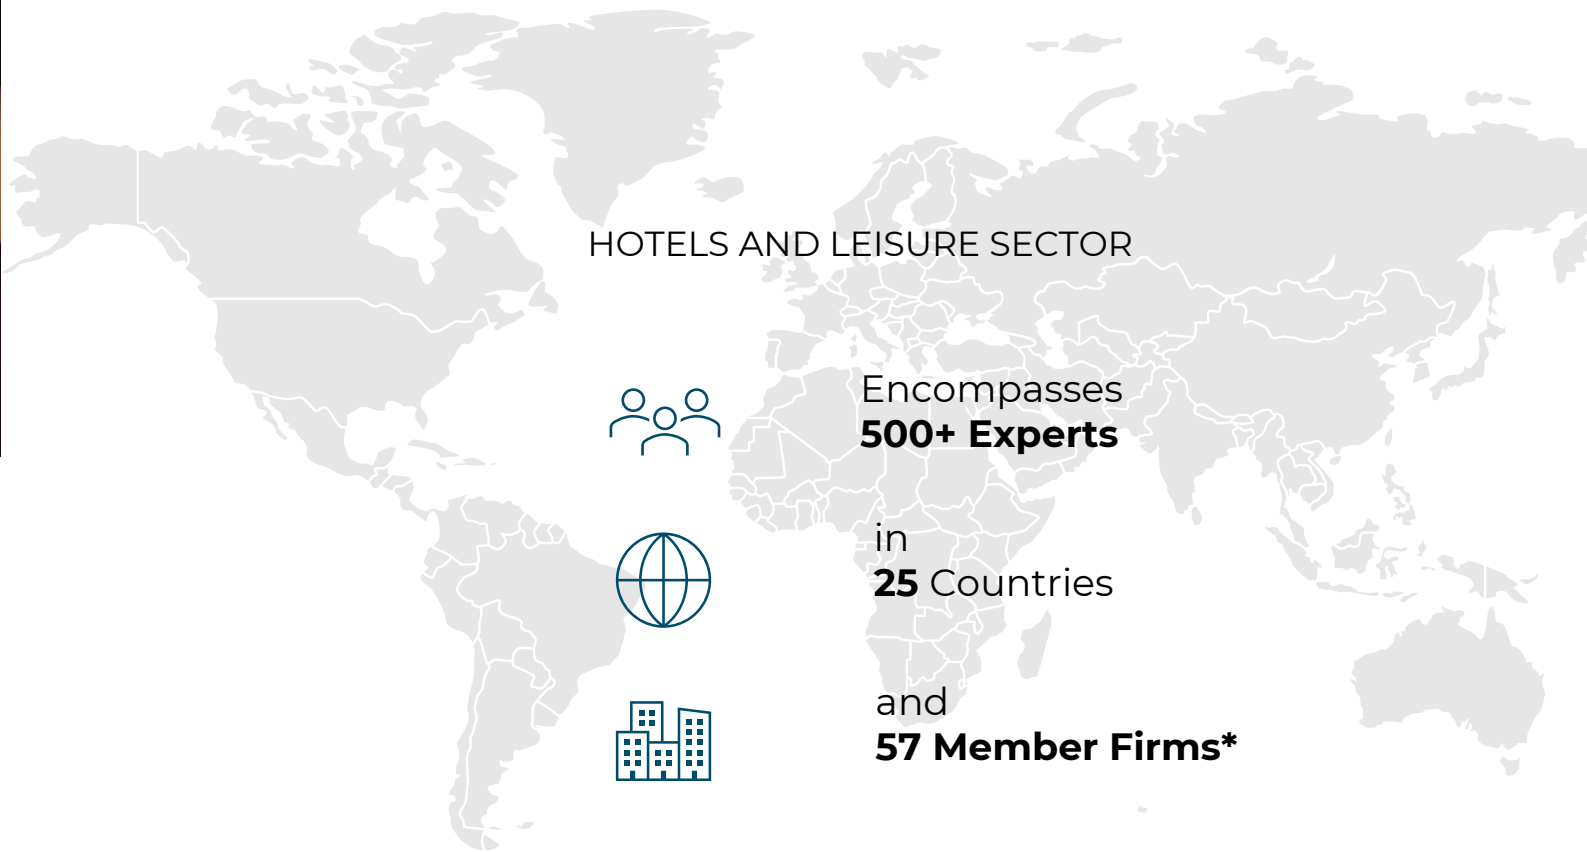 HOTELS AND LEISURE SECTOR
Encompasses
500+ Experts
in
25 Countries
and
57 Member Firms*